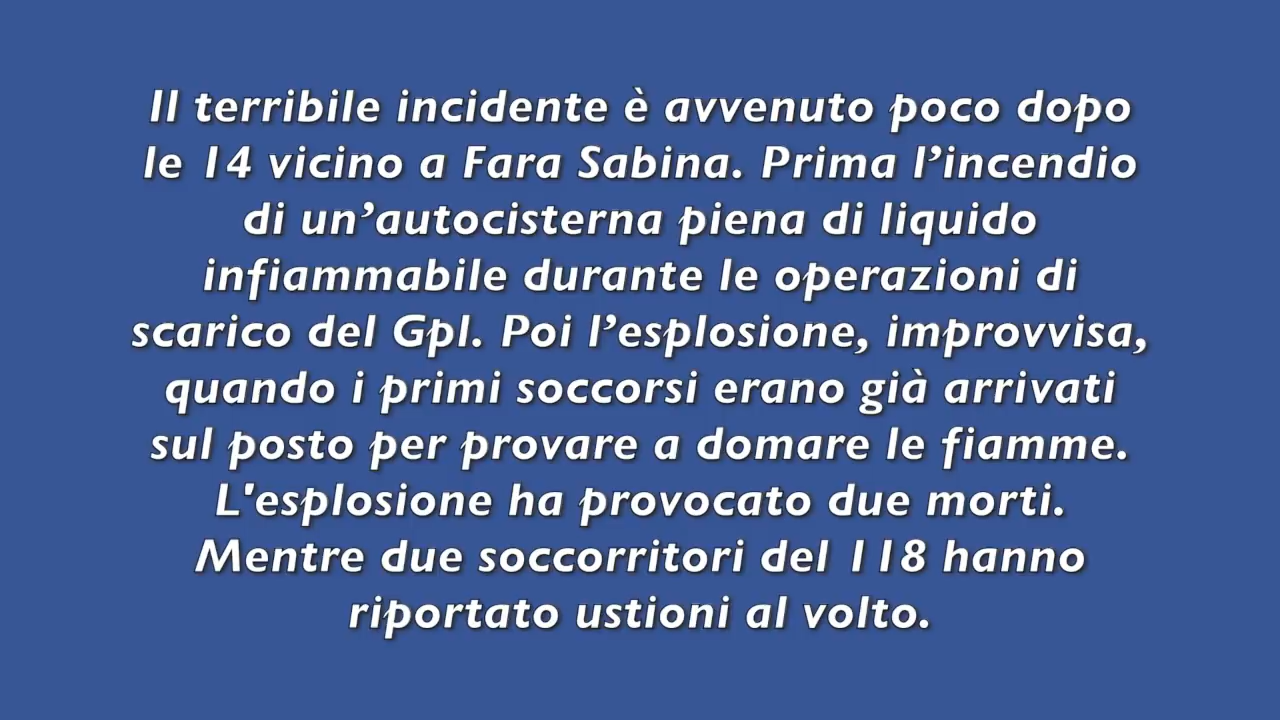 Il terribile incidente è avvenuto poco dopo
le 14 vicino a Fara Sabina. Prima l’incendio
di un’autocisterna piena di liquido
infiammabile durante le operazioni di
scarico del Gpl. Poi l’esplosione, improvvisa,
quando i primi soccorsi erano già arrivati
sul posto per provare a domare le fiamme.
L'esplosione ha provocato due morti.
Mentre due soccorritori del 118 hanno
riportato ustioni al volto.